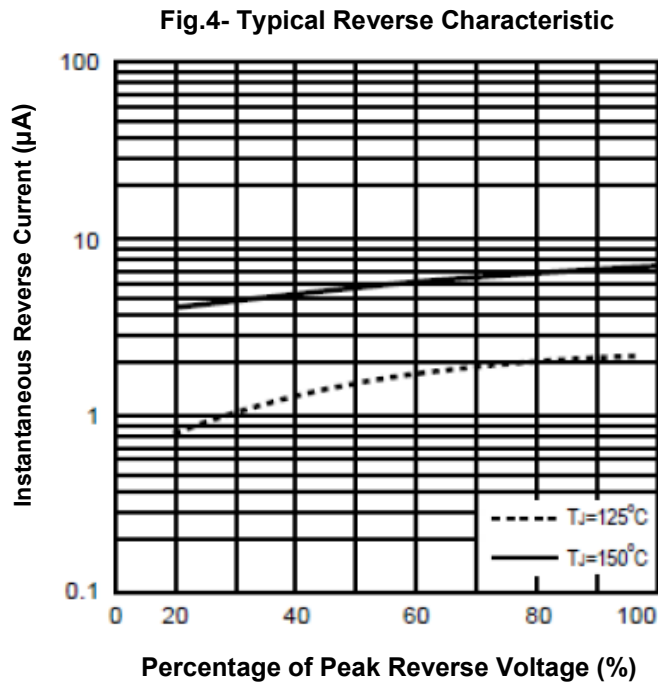 Fig.4- Typical Reverse Characteristic
Instantaneous Reverse Current (µA)
100
10
1
0.1
TJ=125°C
TJ=150°C
0 20 40 60 80 100
Percentage of Peak Reverse Voltage (%)